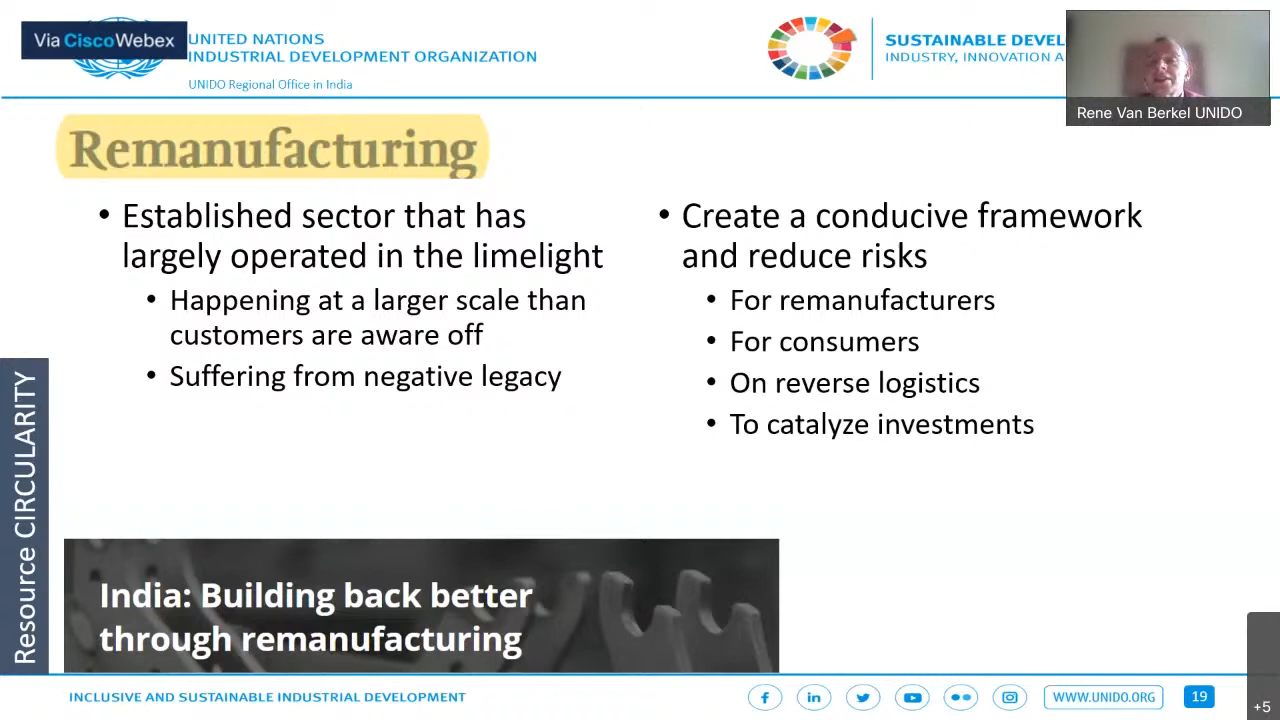 Via CiscoWebex
UNITED NATIONS
INDUSTRIAL DEVELOPMENT ORGANIZATION
UNIDO Regional Office in India
SUSTAINABLE DEVEL
INDUSTRY, INNOVATION A
Rene Van Berkel UNIDO
Remanufacturing
• Established sector that has
largely operated in the limelight
• Happening at a larger scale than
customers are aware off
• Suffering from negative legacy
• Create a conducive framework
and reduce risks
• For remanufacturers
• For consumers
• On reverse logistics
• To catalyze investments
Resource CIRCULARITY
India: Building back better
through remanufacturing
INCLUSIVE AND SUSTAINABLE INDUSTRIAL DEVELOPMENT
WWW.UNIDO.ORG
19
+5